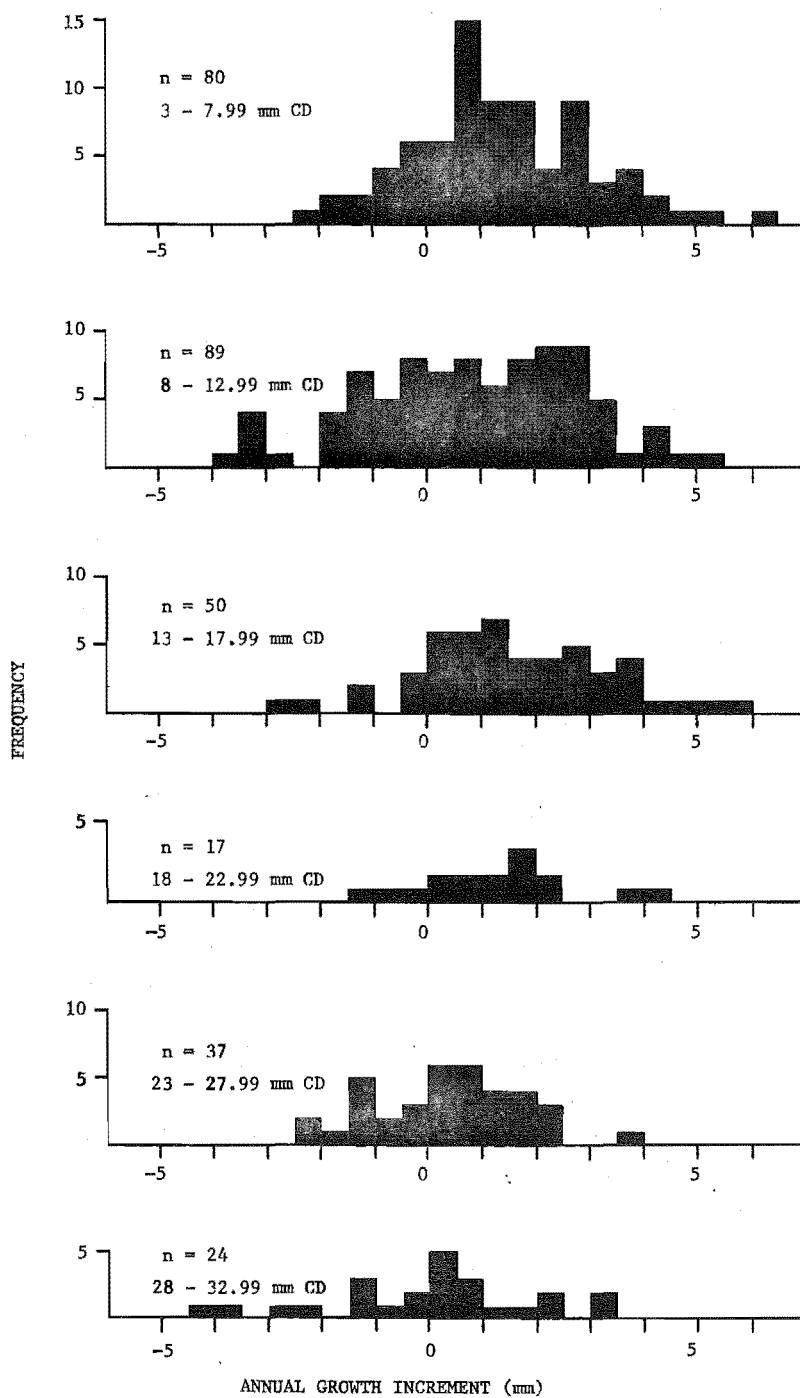 15
10
5
n = 80
3 - 7.99 mm CD
-5 0 5
10
5
n = 89
8 - 12.99 mm CD
-5 0 5
10
5
n = 50
13 - 17.99 mm CD
-5 0 5
FREQUENCY
5
n = 17
18 - 22.99 mm CD
-5 0 5
10
5
n = 37
23 - 27.99 mm CD
-5 0 5
5
n = 24
28 - 32.99 mm CD
-5 0 5
ANNUAL GROWTH INCREMENT (mm)